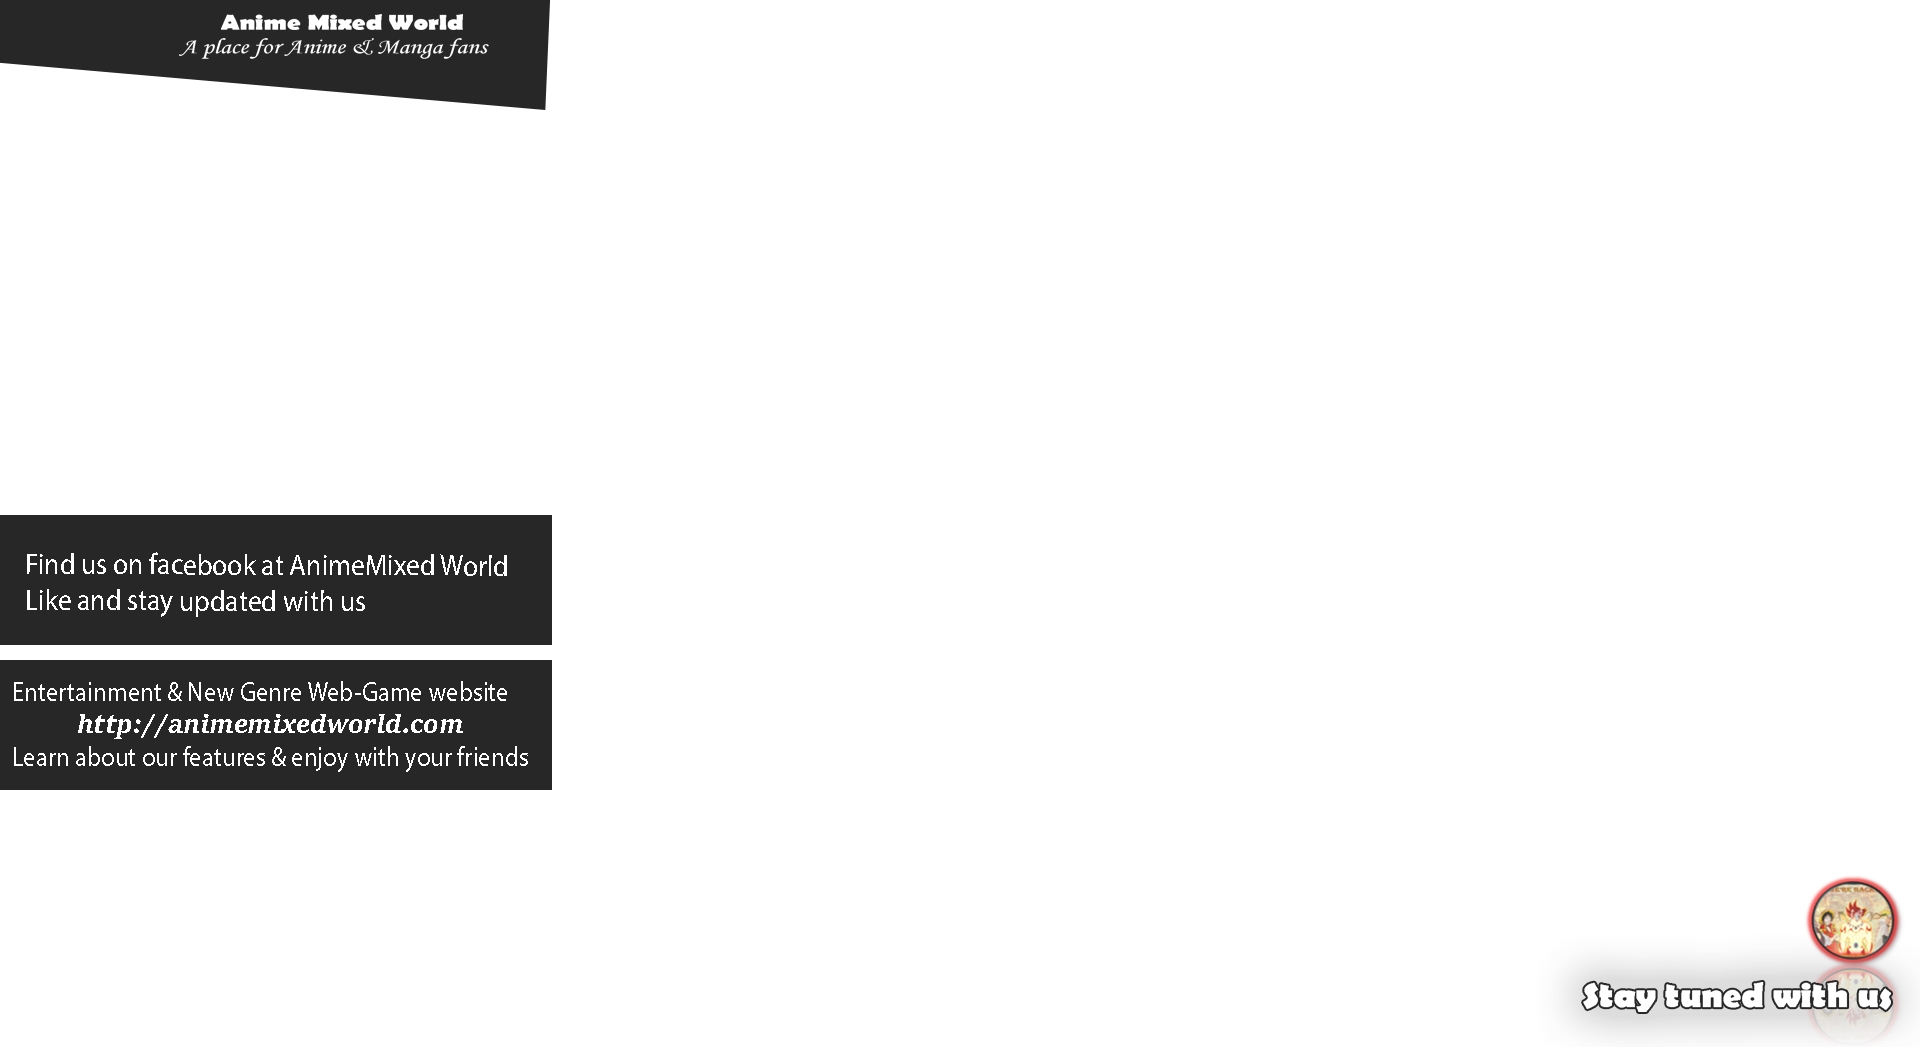 Anime Mixed World
A place for Anime & Manga fans
Find us on facebook at AnimeMixed World
Like and stay updated with us
Entertainment & New Genre Web-Game website
http://animemixedworld.com
Learn about our features & enjoy with your friends
Stay tuned with us